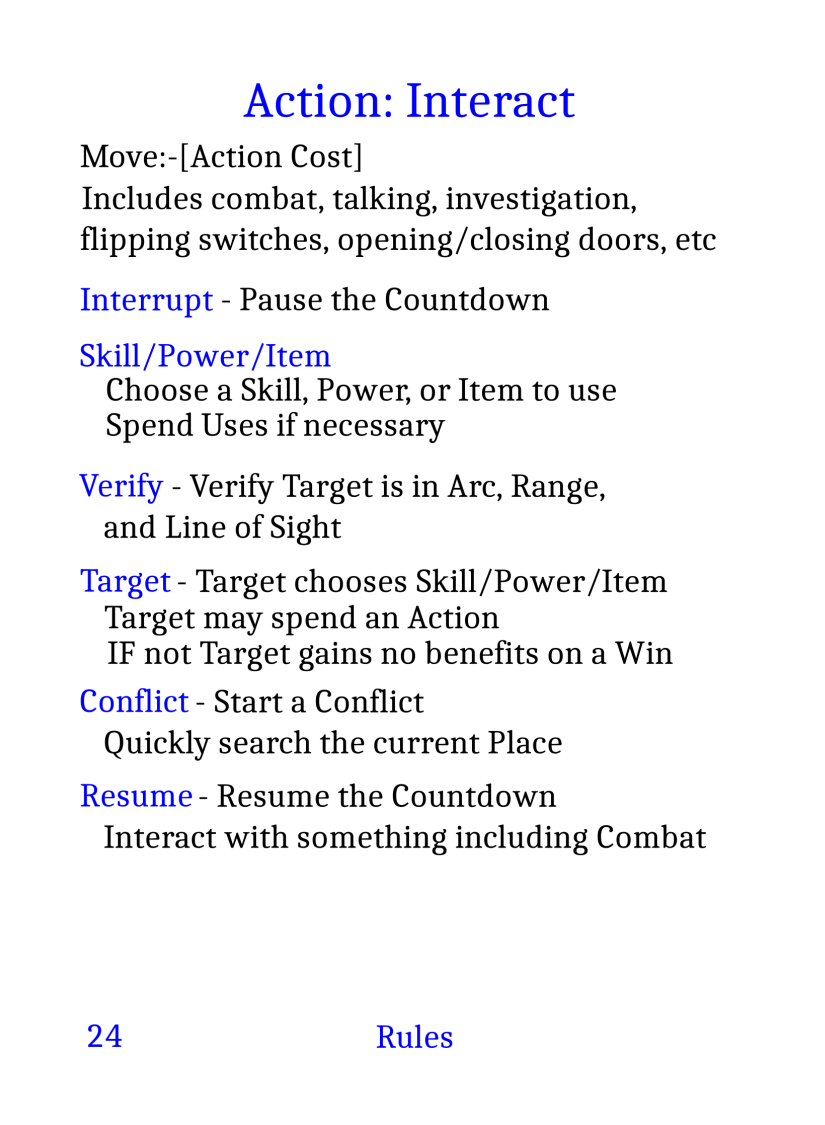 Action: Interact
Move:-[Action Cost]
Includes combat, talking, investigation,
flipping switches, opening/closing doors, etc
Interrupt - Pause the Countdown
Skill/Power/Item
Choose a Skill, Power, or Item to use
Spend Uses if necessary
Verify - Verify Target is in Arc, Range,
and Line of Sight
Target - Target chooses Skill/Power/Item
Target may spend an Action
IF not Target gains no benefits on a Win
Conflict - Start a Conflict
Quickly search the current Place
Resume - Resume the Countdown
Interact with something including Combat
24 Rules